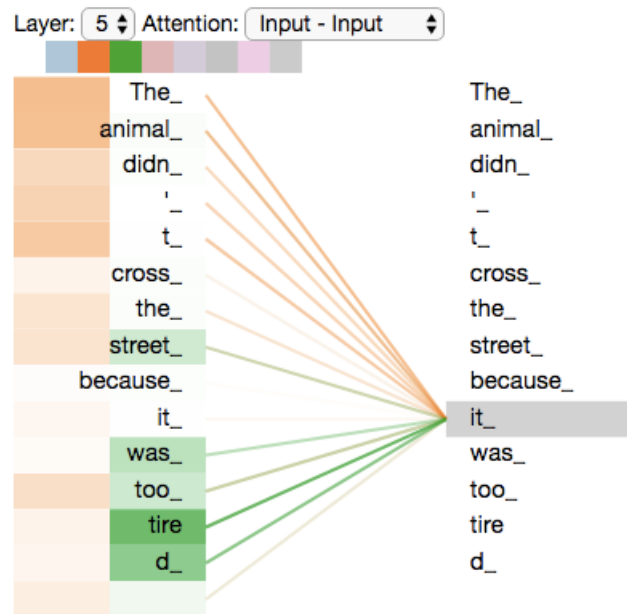 Layer: 5 Attention: Input - Input
The_ The_
animal_ animal_
didn_ didn_
'_ '_
t_ t_
cross_ cross_
the_ the_
street_ street_
because_ because_
it_ it_
was_ was_
too_ too_
tire tire
d_ d_